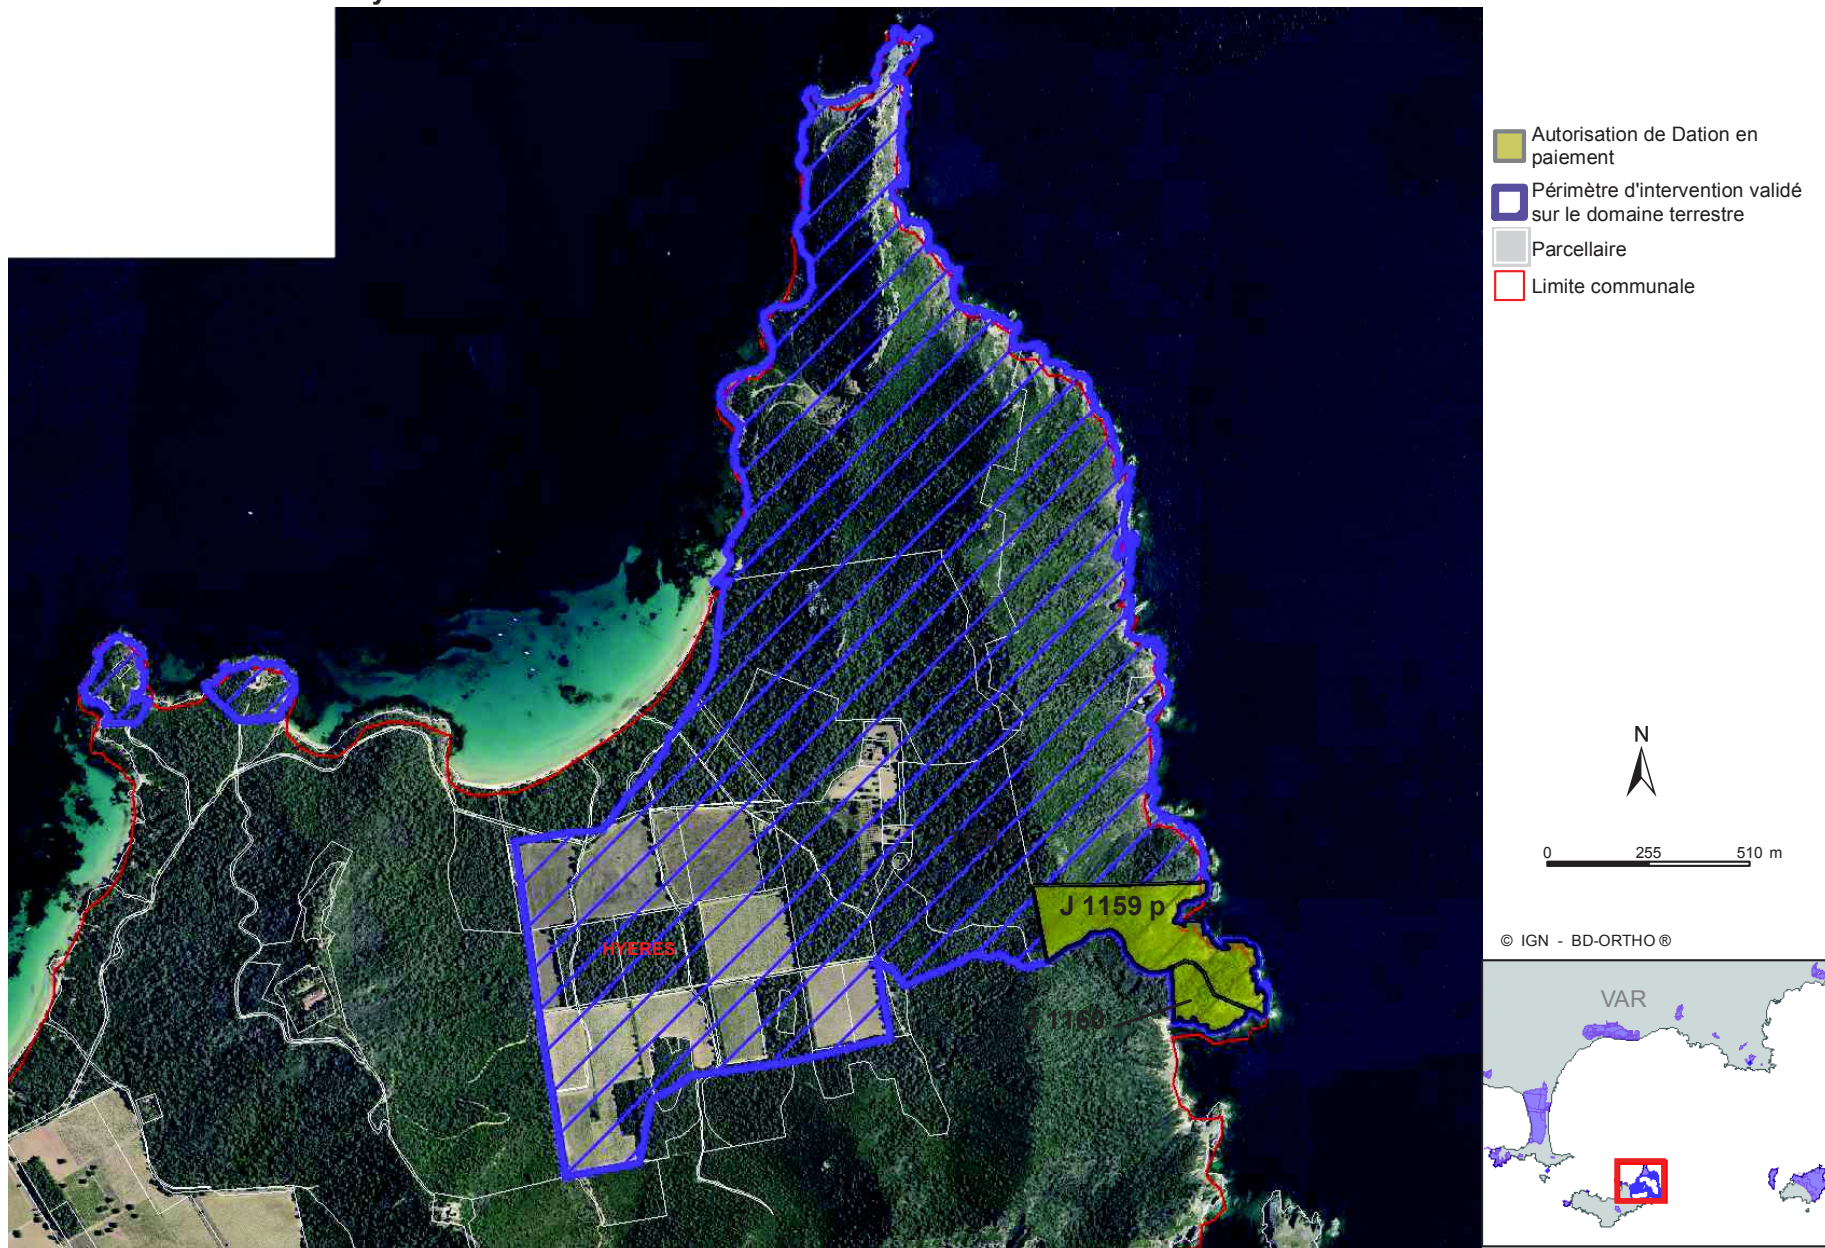 Autorisation de Dation en
paiement
Périmètre d'intervention validé
sur le domaine terrestre
Parcellaire
Limite communale
J 1159 p
HYERES
J 1160
N
0 255 510 m
© IGN - BD-ORTHO ®
VAR